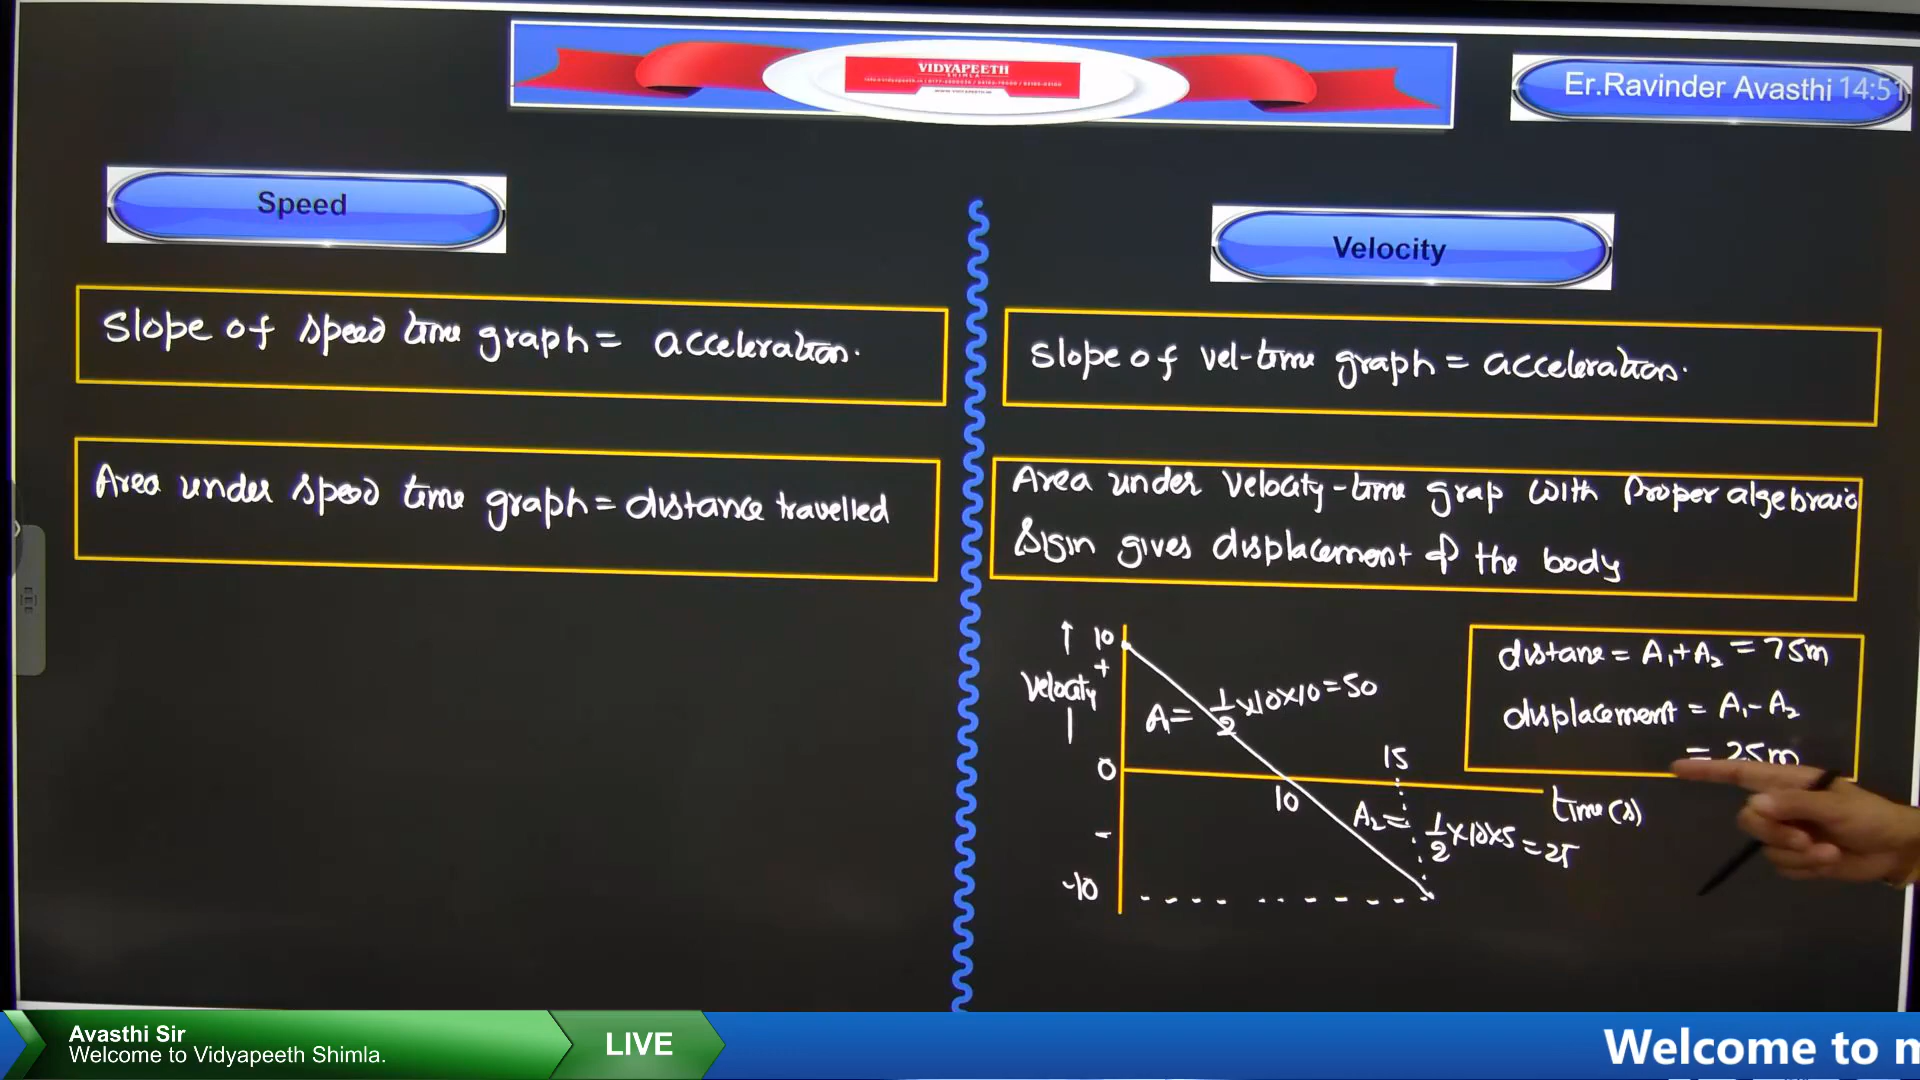 VIDYAPEETH
SHIMLA
Er.Ravinder Avasthi 14:51
Speed
Velocity
Slope of speed time graph = acceleration.
Slope of vel-time graph = acceleration.
Area under speed time graph = distance travelled
Area under velocity-time grap with Proper algebraic
Sign gives displacement of the body
↑ 10
+
Velocity
A₁= 1/2 x10x10=50
0
10
15
time(s)
-
A₂= 1/2 x10x5 =25
-10
distane = A₁+A₂ = 75m
displacement = A₁-A₂
= 25m
Avasthi Sir
Welcome to Vidyapeeth Shimla.
LIVE
Welcome to